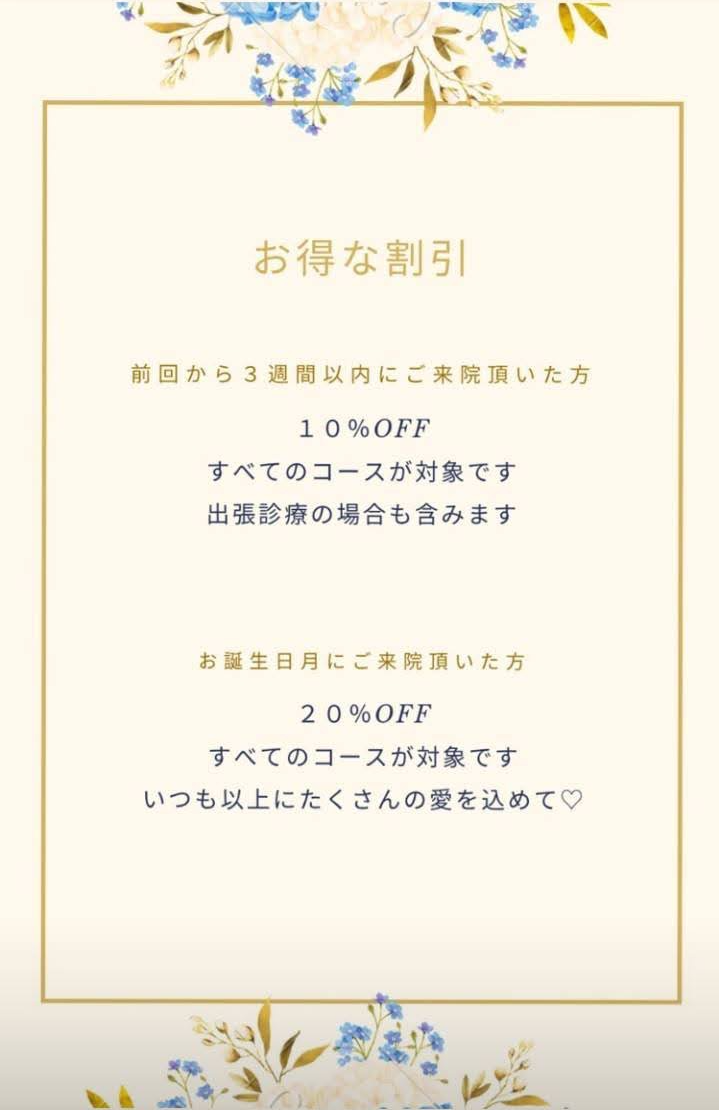 お得な割引
前回から３週間以内にご来院頂いた方
１０%OFF
すべてのコースが対象です
出張診療の場合も含みます
お誕生日月にご来院頂いた方
２０%OFF
すべてのコースが対象です
いつも以上にたくさんの愛を込めて♡